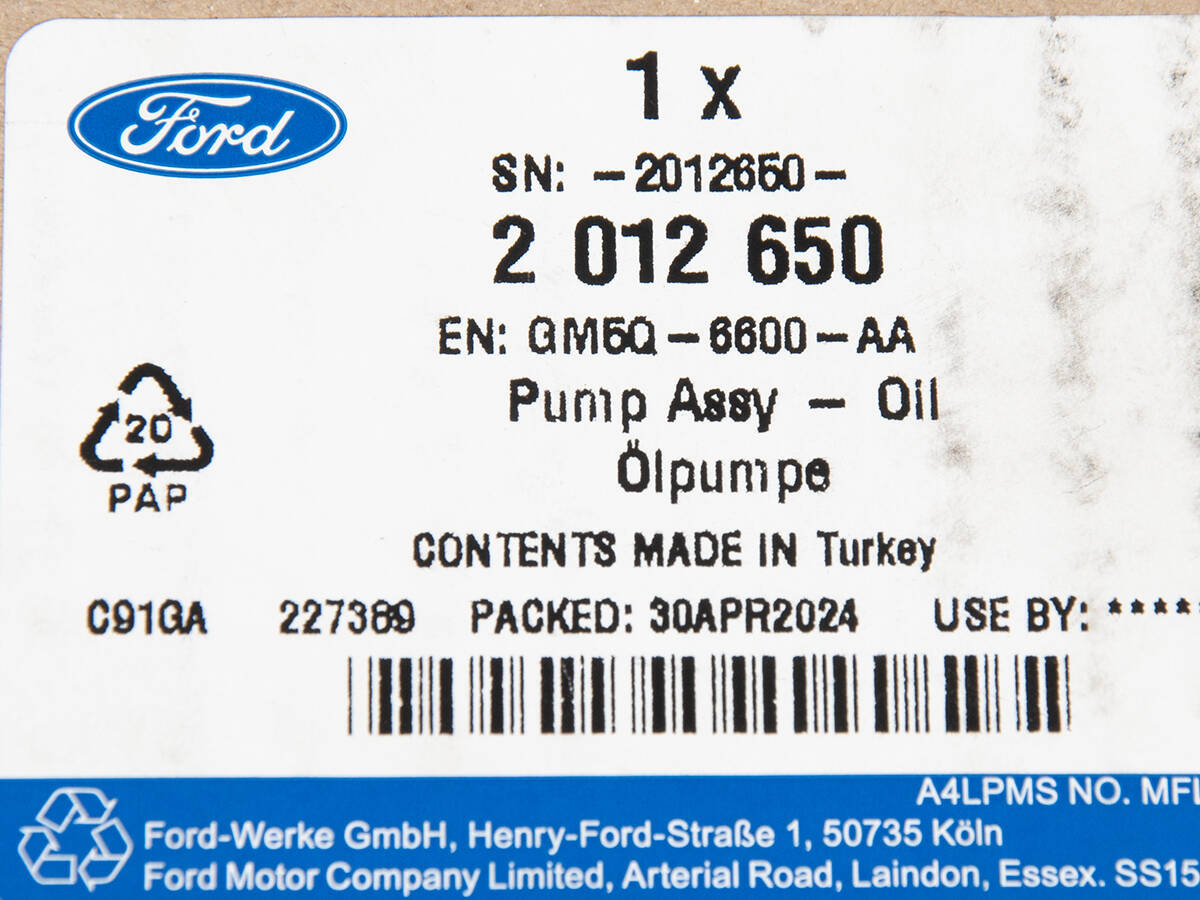 Ford
1 x
SN: -2012650-
2 012 650
EN: GM5Q-6600-AA
Pump Assy - Oil
Ölpumpe
20
PAP
CONTENTS MADE IN Turkey
C91GA 227389 PACKED: 30APR2024 USE BY: ****
A4LPMS NO. MFL
Ford-Werke GmbH, Henry-Ford-Straße 1, 50735 Köln
Ford Motor Company Limited, Arterial Road, Laindon, Essex. SS15